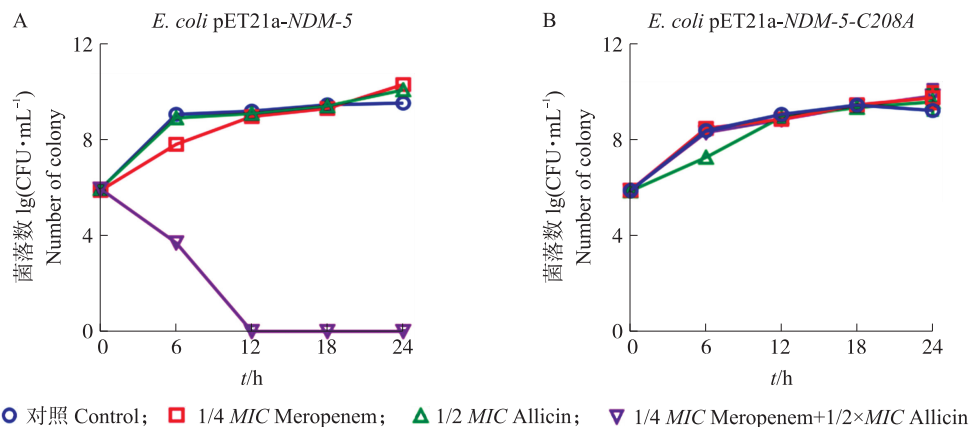 A
E. coli pET21a-NDM-5
12
8
4
0
菌落数 lg(CFU·mL⁻¹)
Number of colony
0 6 12 18 24
t/h
B
E. coli pET21a-NDM-5-C208A
12
8
4
0
菌落数 lg(CFU·mL⁻¹)
Number of colony
0 6 12 18 24
t/h
对照 Control; 1/4 MIC Meropenem; 1/2 MIC Allicin; 1/4 MIC Meropenem+1/2×MIC Allicin